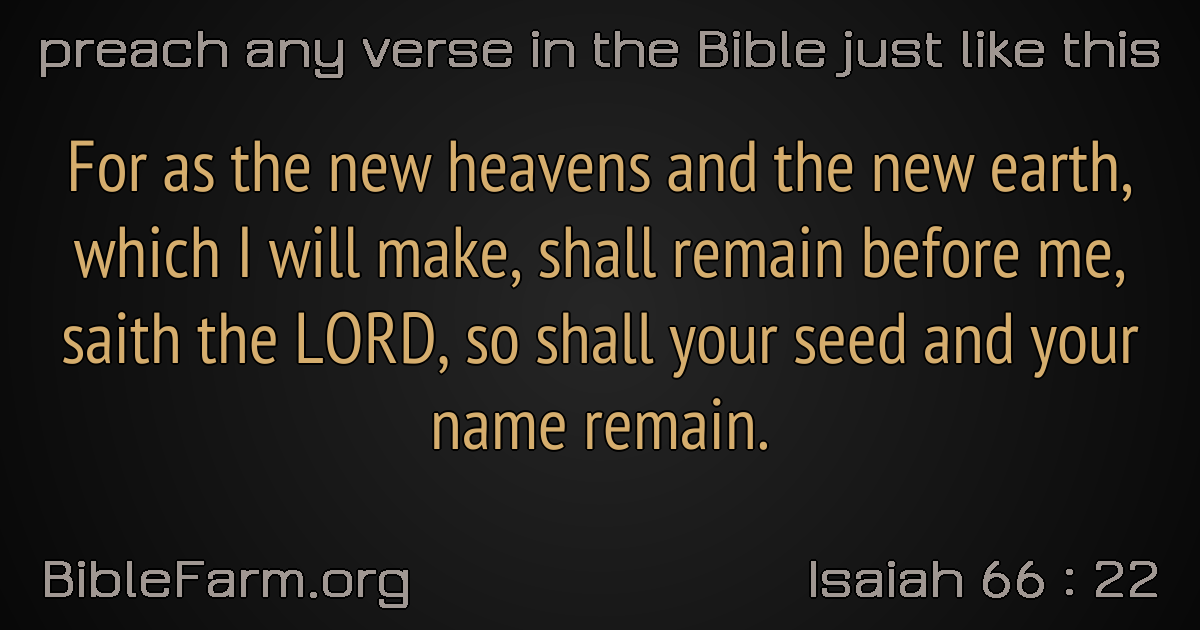 preach any verse in the Bible just like this
For as the new heavens and the new earth,
which I will make, shall remain before me,
saith the LORD, so shall your seed and your
name remain.
BibleFarm.org
Isaiah 66 : 22